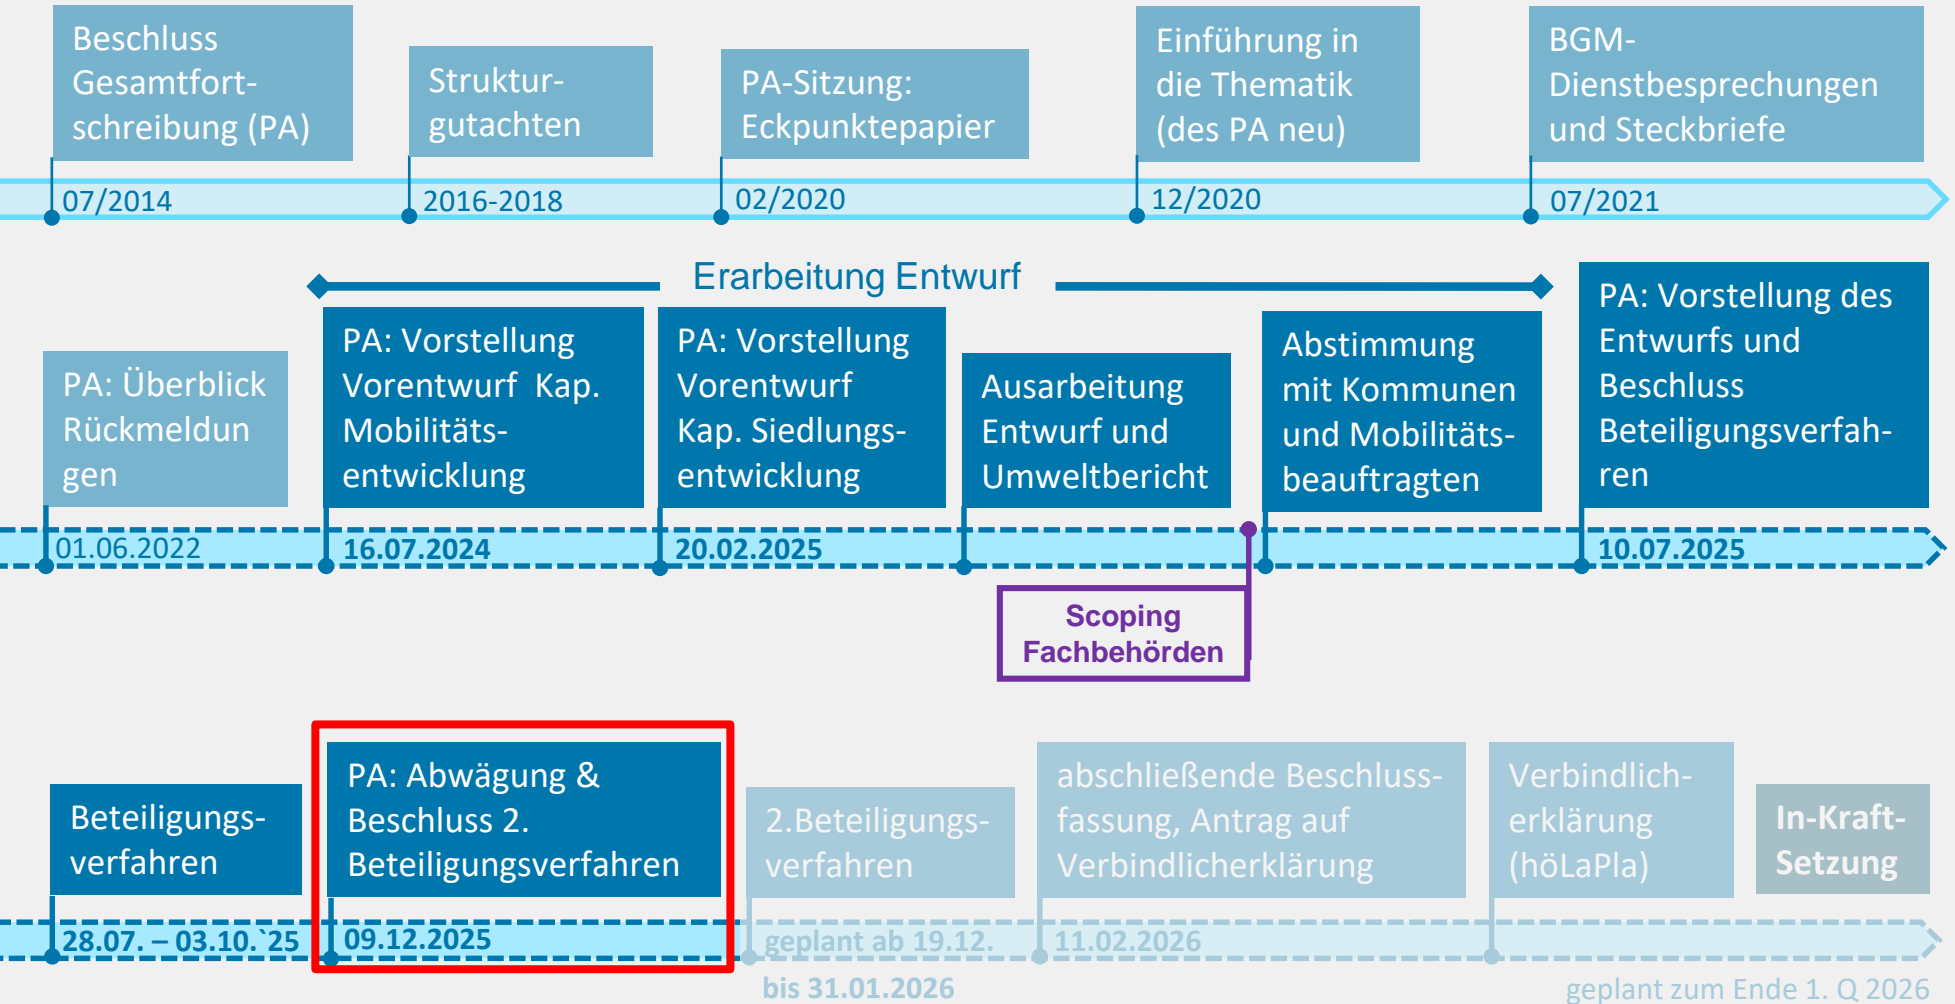 Beschluss
Gesamtfort-
schreibung (PA)
Struktur-
gutachten
PA-Sitzung:
Eckpunktepapier
Einführung in
die Thematik
(des PA neu)
BGM-
Dienstbesprechungen
und Steckbriefe
07/2014
2016-2018
02/2020
12/2020
07/2021
Erarbeitung Entwurf
PA: Überblick
Rückmeldun
gen
PA: Vorstellung
Vorentwurf Kap.
Mobilitäts-
entwicklung
PA: Vorstellung
Vorentwurf
Kap. Siedlungs-
entwicklung
Ausarbeitung
Entwurf und
Umweltbericht
Abstimmung
mit Kommunen
und Mobilitäts-
beauftragten
PA: Vorstellung des
Entwurfs und
Beschluss
Beteiligungsverfah-
ren
01.06.2022
16.07.2024
20.02.2025
10.07.2025
Scoping
Fachbehörden
Beteiligungs-
verfahren
PA: Abwägung &
Beschluss 2.
Beteiligungsverfahren
2.Beteiligungs-
verfahren
abschließende Beschluss-
fassung, Antrag auf
Verbindlicherklärung
Verbindlich-
erklärung
(höLaPla)
In-Kraft-
Setzung
28.07. – 03.10.`25
09.12.2025
geplant ab 19.12.
bis 31.01.2026
11.02.2026
geplant zum Ende 1. Q 2026